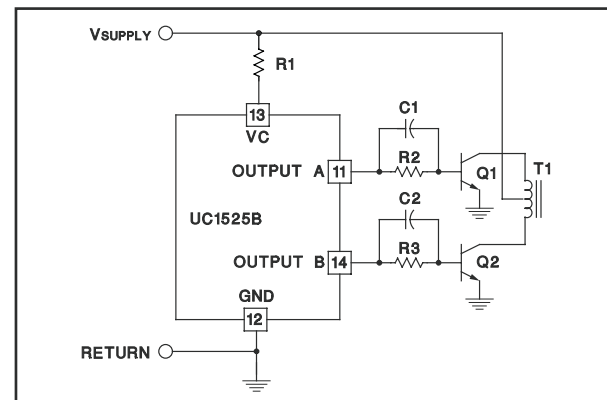 VSUPPLY
R1
13
VC
C1
OUTPUT A 11
R2
Q1
T1
UC1525B
C2
OUTPUT B 14
R3
Q2
GND
12
RETURN